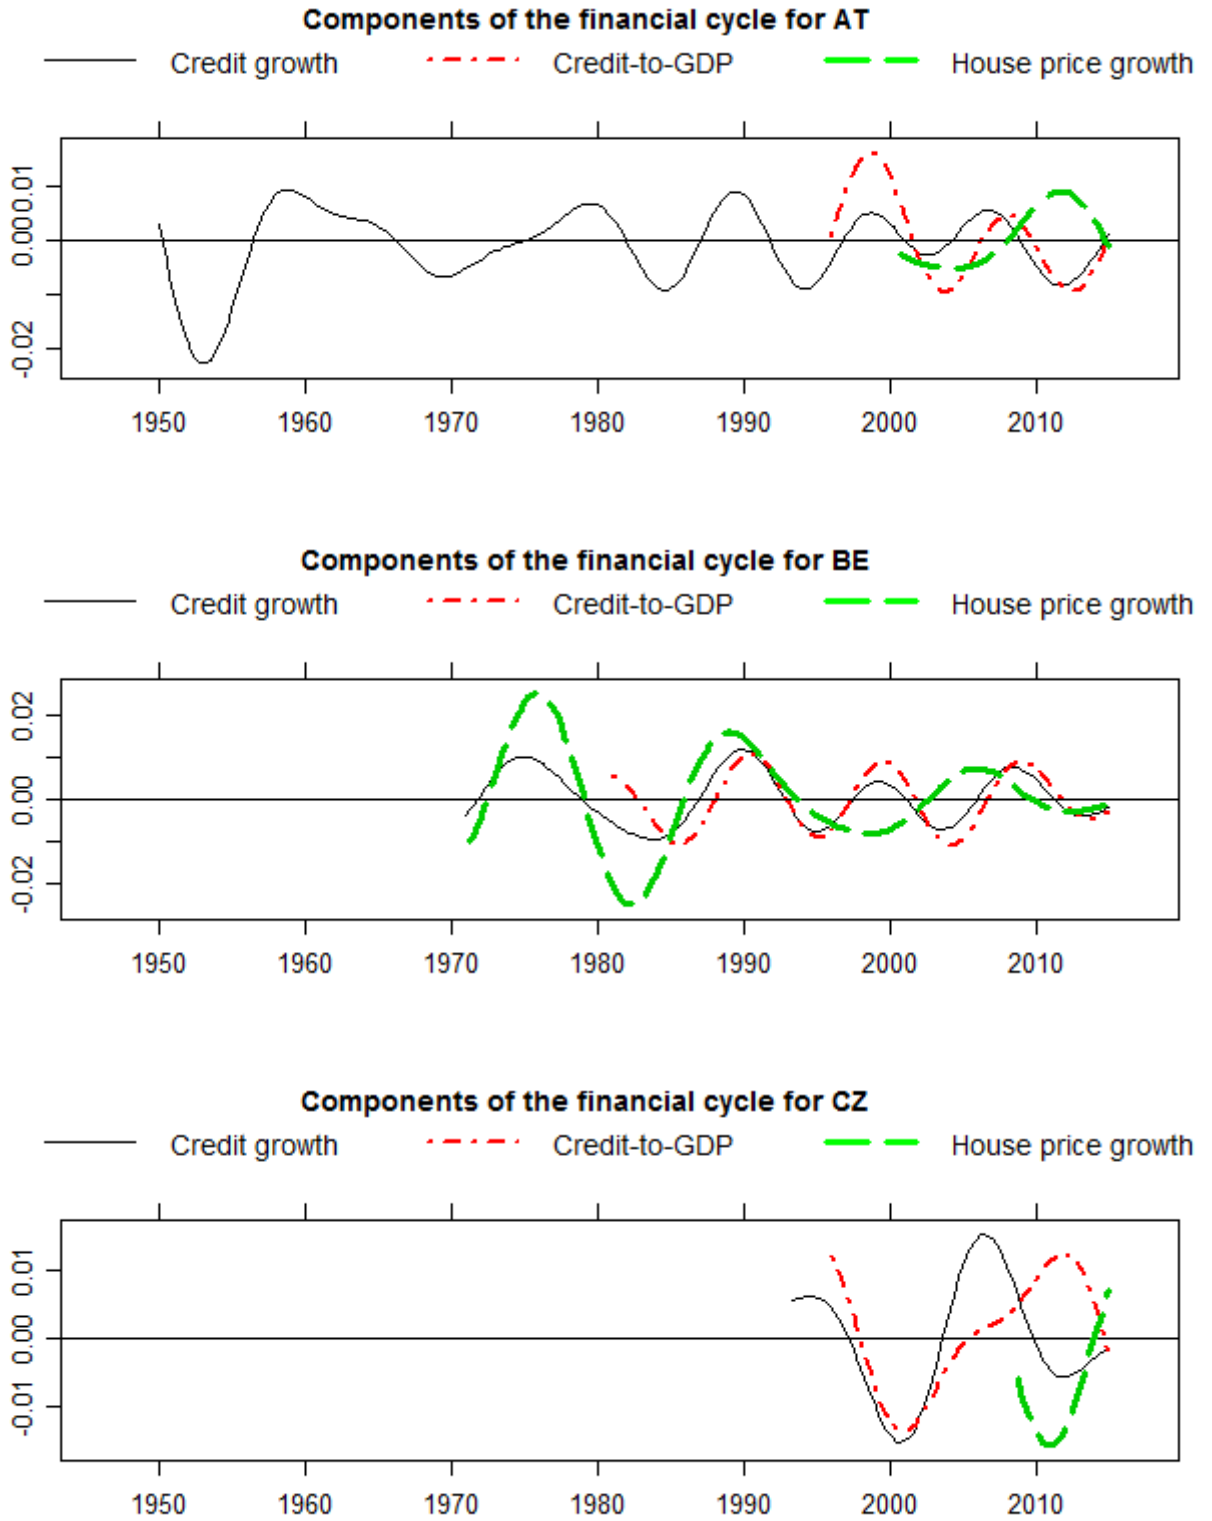 Components of the financial cycle for AT
Credit growth Credit-to-GDP House price growth
0.01
0.00
-0.02
1950 1960 1970 1980 1990 2000 2010
Components of the financial cycle for BE
Credit growth Credit-to-GDP House price growth
0.02
0.00
-0.02
1950 1960 1970 1980 1990 2000 2010
Components of the financial cycle for CZ
Credit growth Credit-to-GDP House price growth
0.01
0.00
-0.01
1950 1960 1970 1980 1990 2000 2010